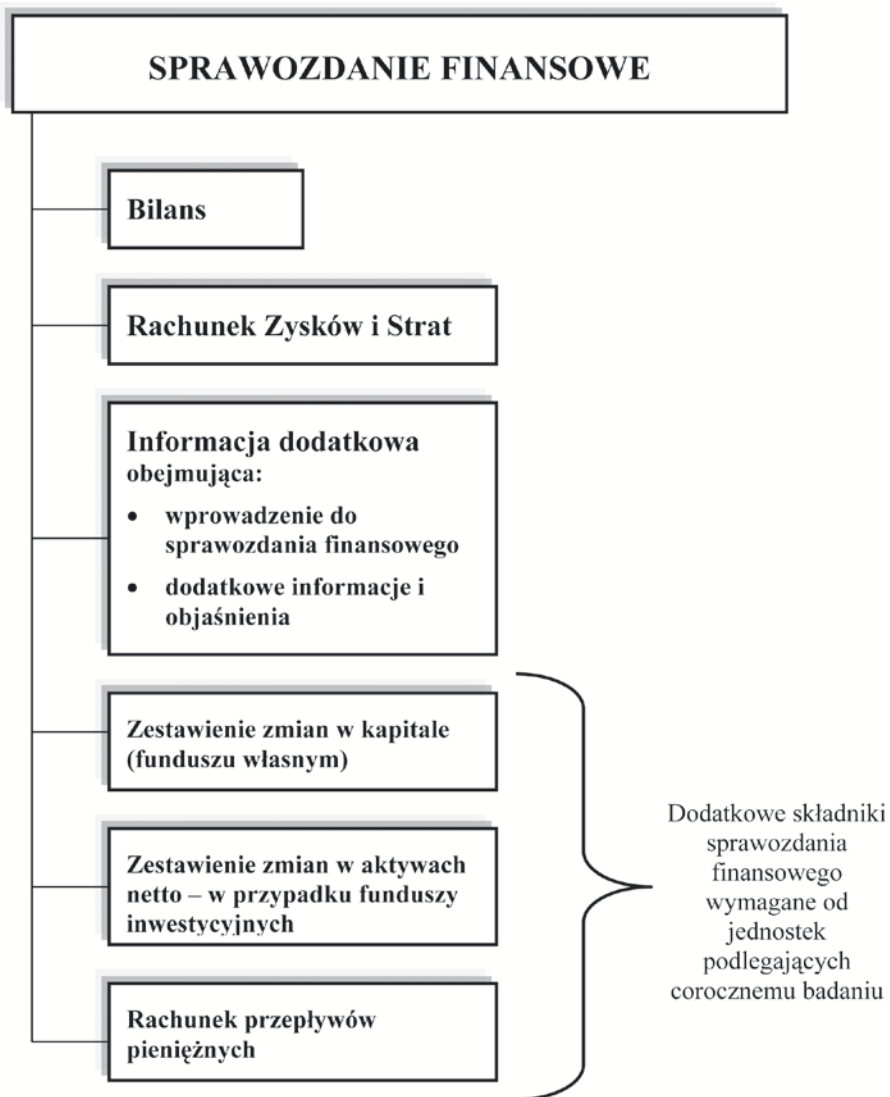 SPRAWOZDANIE FINANSOWE
Bilans
Rachunek Zysków i Strat
Informacja dodatkowa
obejmująca:
• wprowadzenie do
sprawozdania finansowego
• dodatkowe informacje i
objaśnienia
Zestawienie zmian w kapitale
(funduszu własnym)
Zestawienie zmian w aktywach
netto – w przypadku funduszy
inwestycyjnych
Rachunek przepływów
pieniężnych
Dodatkowe składniki
sprawozdania
finansowego
wymagane od
jednostek
podlegających
corocznemu badaniu